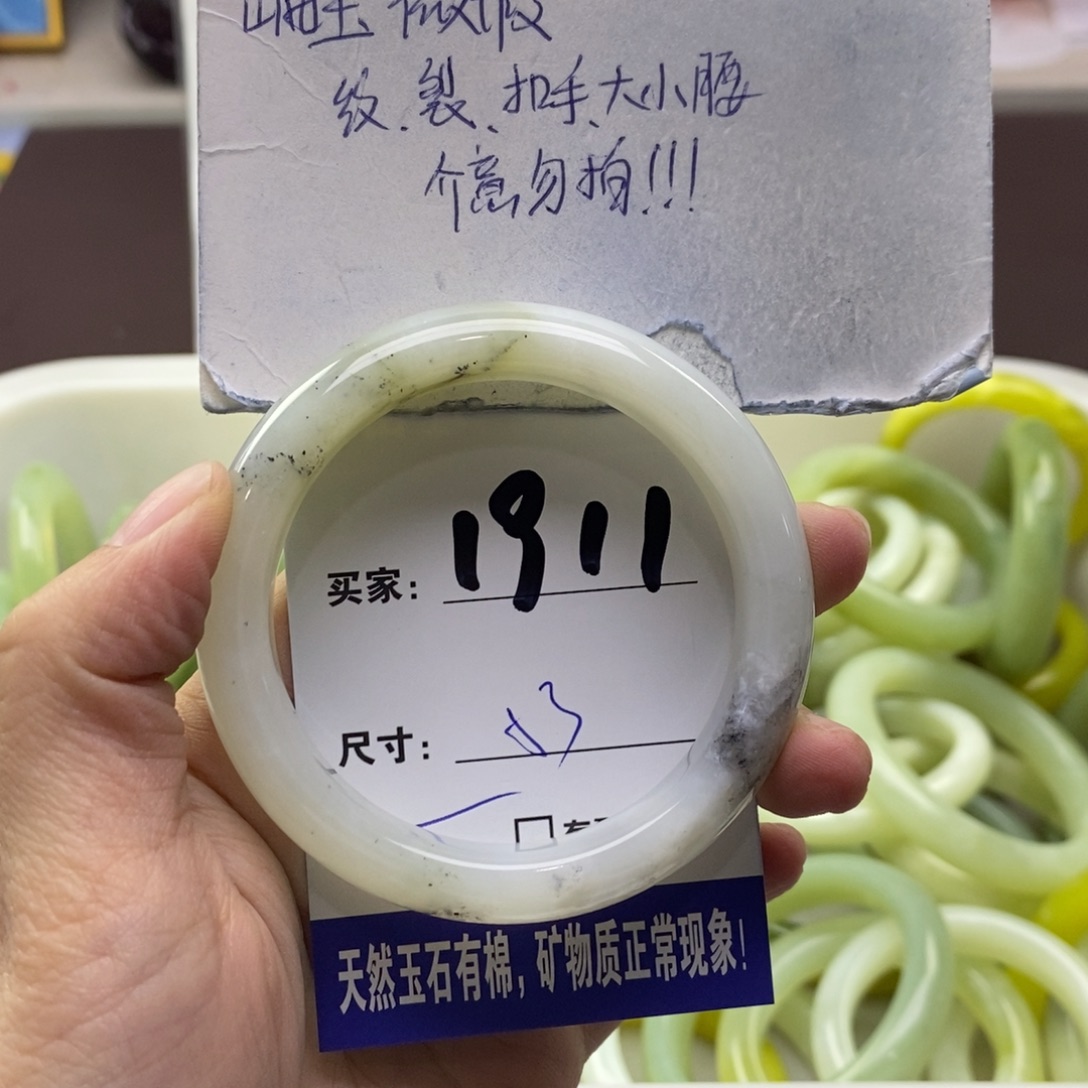 纹.裂、扣手、大小腰
介意勿拍!!!
买家: 1911
尺寸:
天然玉石有棉,矿物质正常现象!